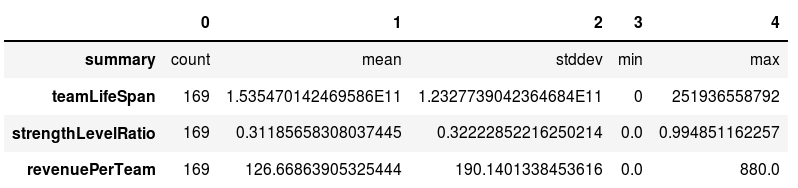 0 1 2 3 4
summary count mean stddev min max
teamLifeSpan 169 1.535470142469586E11 1.2327739042364684E11 0 251936558792
strengthLevelRatio 169 0.31185658308037445 0.32222852216250214 0.0 0.994851162257
revenuePerTeam 169 126.66863905325444 190.1401338453616 0.0 880.0